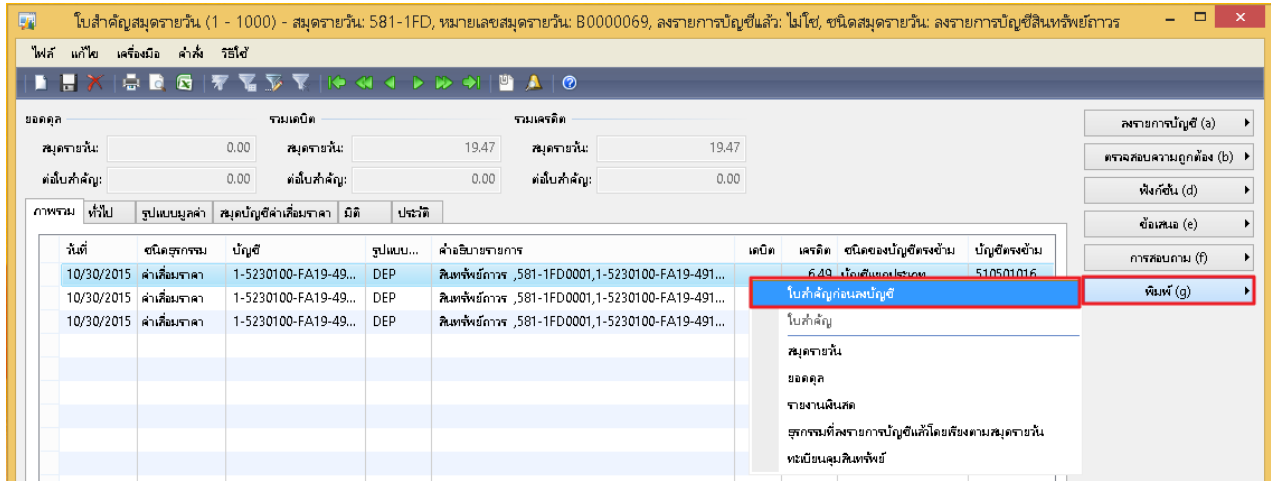 ใบสำคัญสมุดรายวัน (1 - 1000) - สมุดรายวัน: 581-1FD, หมายเลขสมุดรายวัน: B0000069, ลงรายการบัญชีแล้ว: ไม่ใช่, ชนิดสมุดรายวัน: ลงรายการบัญชีสินทรัพย์ถาวร
ไฟล์ แก้ไข เครื่องมือ คำสั่ง วิธีใช้
ยอดดุล รวมเดบิต รวมเครดิต
สมุดรายวัน: 0.00 สมุดรายวัน: 19.47 สมุดรายวัน: 19.47
ต่อใบสำคัญ: 0.00 ต่อใบสำคัญ: 0.00 ต่อใบสำคัญ: 0.00
ภาพรวม ทั่วไป รูปแบบมูลค่า สมุดบัญชีค่าเสื่อมราคา มิติ ประวัติ
วันที่ ชนิดธุรกรรม บัญชี รูปแบบ... คำอธิบายรายการ เดบิต เครดิต ชนิดของบัญชีตรงข้าม บัญชีตรงข้าม
10/30/2015 ค่าเสื่อมราคา 1-5230100-FA19-49... DEP สินทรัพย์ถาวร ,581-1FD0001,1-5230100-FA19-491... 6.49 บัญชีแยกประเภท 510501016
10/30/2015 ค่าเสื่อมราคา 1-5230100-FA19-49... DEP สินทรัพย์ถาวร ,581-1FD0001,1-5230100-FA19-491...
10/30/2015 ค่าเสื่อมราคา 1-5230100-FA19-49... DEP สินทรัพย์ถาวร ,581-1FD0001,1-5230100-FA19-491...
ใบสำคัญก่อนลงบัญชี
ใบสำคัญ
สมุดรายวัน
ยอดดุล
รายงานเงินสด
ธุรกรรมที่ลงรายการบัญชีแล้วโดยเรียงตามสมุดรายวัน
ทะเบียนคุมสินทรัพย์
ลงรายการบัญชี (a)
ตรวจสอบความถูกต้อง (b)
ฟังก์ชั่น (d)
ข้อเสนอ (e)
การสอบถาม (f)
พิมพ์ (g)